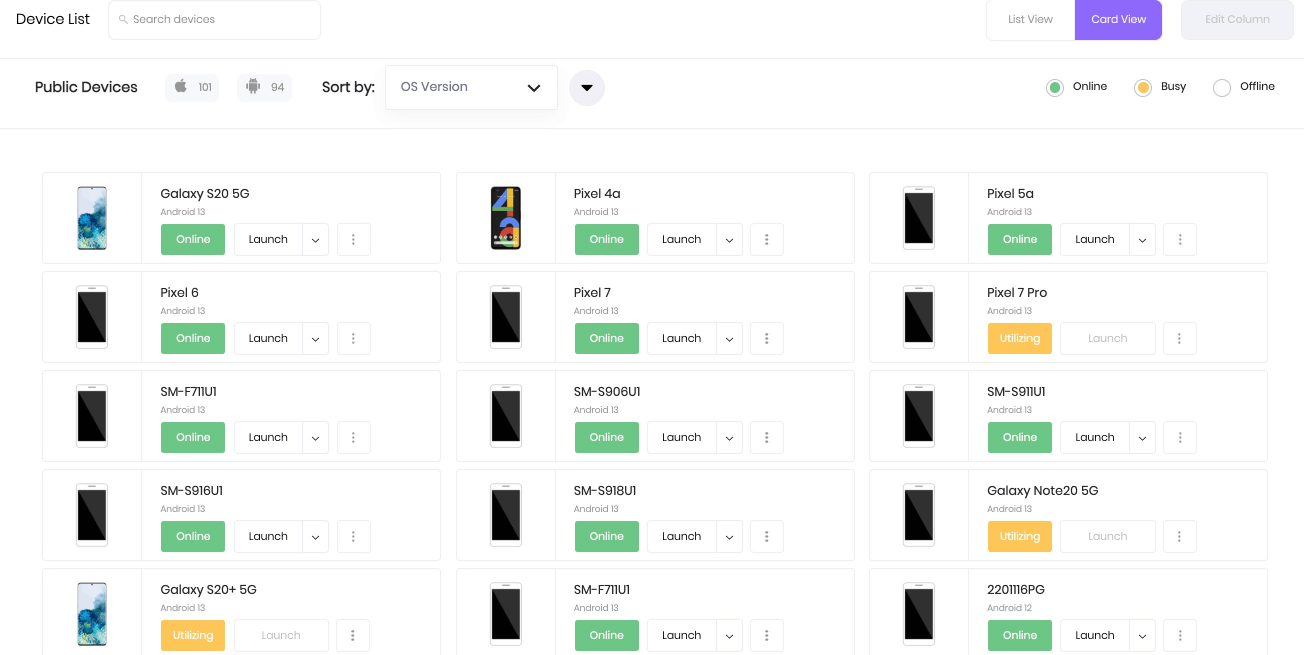 Device List
Search devices
List View
Card View
Edit Column
Public Devices
101
94
Sort by:
OS Version
Online
Busy
Offline
Galaxy S20 5G
Android 13
Online
Launch
Pixel 4a
Android 13
Online
Launch
Pixel 5a
Android 13
Online
Launch
Pixel 6
Android 13
Online
Launch
Pixel 7
Android 13
Online
Launch
Pixel 7 Pro
Android 13
Utilizing
Launch
SM-F711U1
Android 13
Online
Launch
SM-S906U1
Android 13
Online
Launch
SM-S911U1
Android 13
Online
Launch
SM-S916U1
Android 13
Online
Launch
SM-S918U1
Android 13
Online
Launch
Galaxy Note20 5G
Android 13
Utilizing
Launch
Galaxy S20+ 5G
Android 13
Utilizing
Launch
SM-F711U1
Android 13
Online
Launch
2201116PG
Android 12
Online
Launch